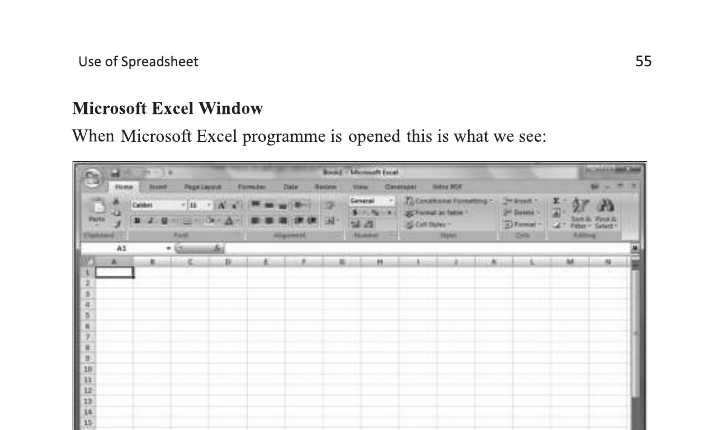 Use of Spreadsheet 55
Microsoft Excel Window
When Microsoft Excel programme is opened this is what we see:
Book1 - Microsoft Excel
Home Insert Page Layout Formulas Data Review View Developer Nitro PDF
Calibri 11 General Conditional Formatting Insert
Paste Format as Table Delete Sort & Find &
Cell Styles Format Filter Select
Clipboard Font Alignment Number Styles Cells Editing
A1
A B C D E F G H I J K L M N
1
2
3
4
5
6
7
8
9
10
11
12
13
14
15